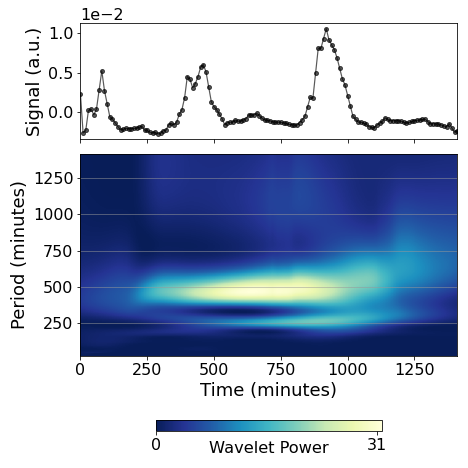 1e−2
1.0
0.5
0.0
Signal (a.u.)
1250
1000
750
500
250
Period (minutes)
0 250 500 750 1000 1250
Time (minutes)
0 31
Wavelet Power